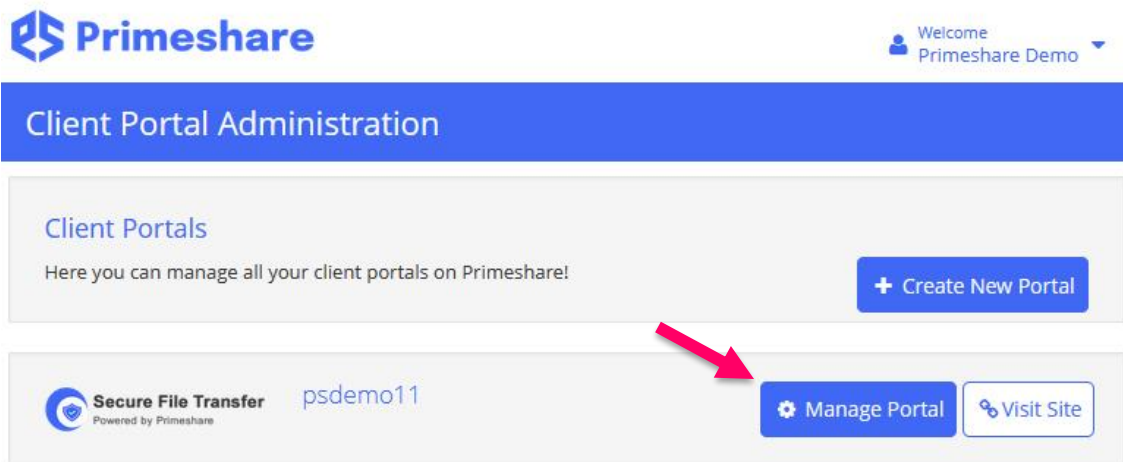 Primeshare
Welcome
Primeshare Demo
Client Portal Administration
Client Portals
Here you can manage all your client portals on Primeshare!
Create New Portal
Secure File Transfer
Powered by Primeshare
psdemo11
Manage Portal
Visit Site